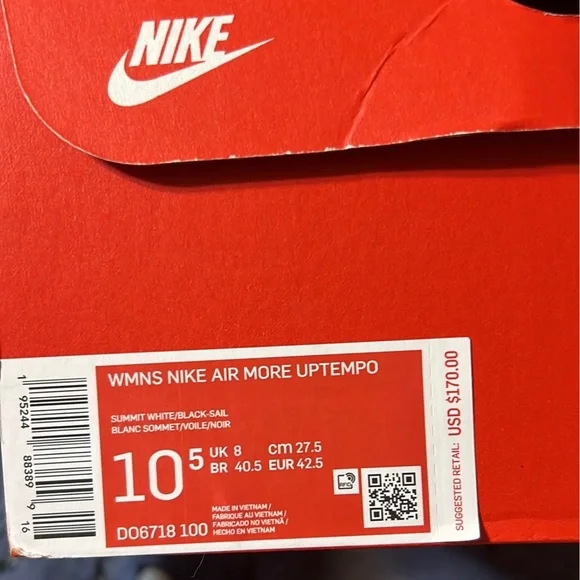 NIKE
WMNS NIKE AIR MORE UPTEMPO
SUMMIT WHITE/BLACK-SAIL
BLANC SOMMET/VOILE/NOIR
10 5
UK 8 CM 27.5
BR 40.5 EUR 42.5
MADE IN VIETNAM /
FABRIQUE AU VIETNAM /
FABRICADO NO VIETNÃ /
HECHO EN VIETNAM
DO6718 100
1 95244 88389 9 16
SUGGESTED RETAIL: USD $170.00